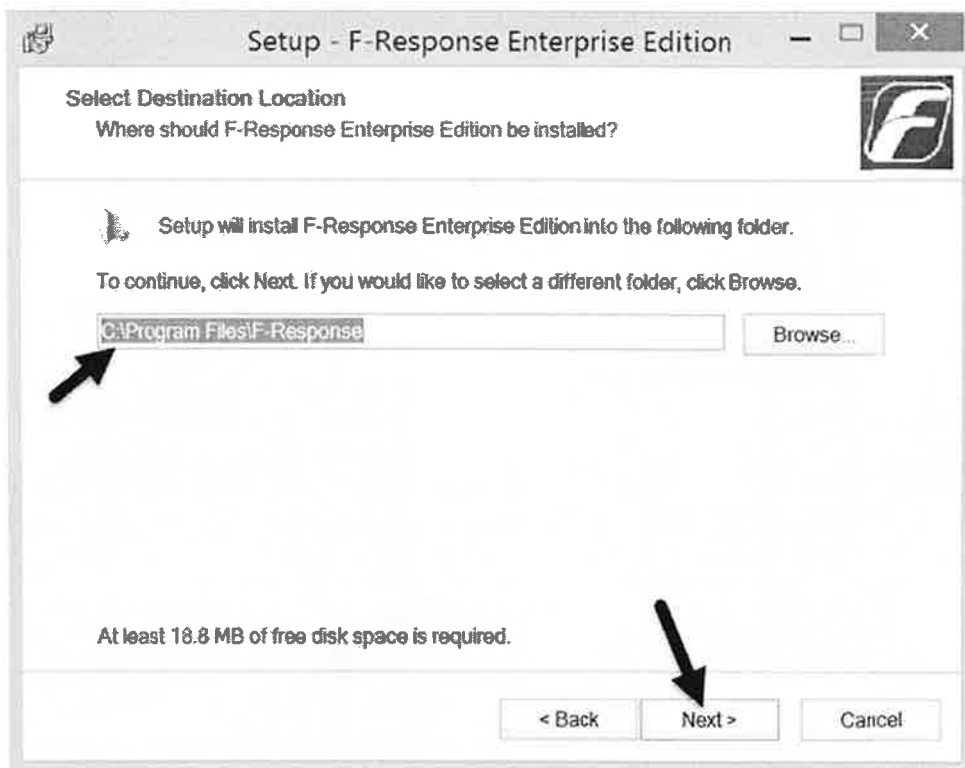 Setup - F-Response Enterprise Edition
Select Destination Location
Where should F-Response Enterprise Edition be installed?
Setup will install F-Response Enterprise Edition into the following folder.
To continue, click Next. If you would like to select a different folder, click Browse.
C:\Program Files\F-Response
Browse...
At least 18.8 MB of free disk space is required.
< Back
Next >
Cancel